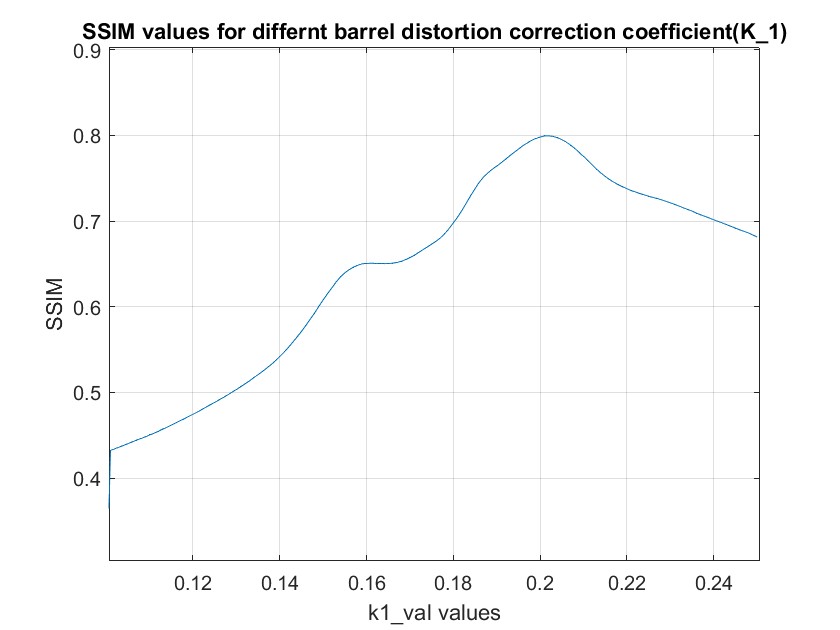 SSIM values for differnt barrel distortion correction coefficient(K_1)
0.9
0.8
0.7
0.6
0.5
0.4
SSIM
0.12 0.14 0.16 0.18 0.2 0.22 0.24
k1_val values